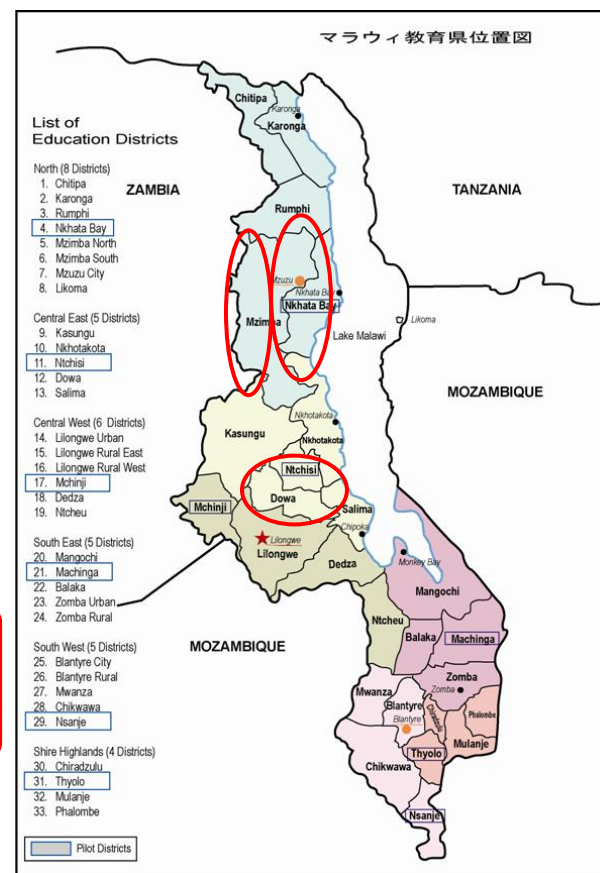 マラウィ教育県位置図
List of
Education Districts
North (8 Districts)
1. Chitipa
2. Karonga
3. Rumphi
4. Nkhata Bay
5. Mzimba North
6. Mzimba South
7. Mzuzu City
8. Likoma
Central East (5 Districts)
9. Kasungu
10. Nkhotakota
11. Ntchisi
12. Dowa
13. Salima
Central West (6 Districts)
14. Lilongwe Urban
15. Lilongwe Rural East
16. Lilongwe Rural West
17. Mchinji
18. Dedza
19. Ntcheu
South East (5 Districts)
20. Mangochi
21. Machinga
22. Balaka
23. Zomba Urban
24. Zomba Rural
South West (5 Districts)
25. Blantyre City
26. Blantyre Rural
27. Mwanza
28. Chikwawa
29. Nsanje
Shire Highlands (4 Districts)
30. Chiradzulu
31. Thyolo
32. Mulanje
33. Phalombe
Pilot Districts
Chitipa
Karonga
Karonga
ZAMBIA
TANZANIA
Rumphi
Mzuzu
Nkhata Bay
Nkhata Bay
Mzimba
Likoma
Lake Malawi
MOZAMBIQUE
Nkhotakota
Kasungu
Nkhotakota
Ntchisi
Dowa
Mchinji
Salima
Chipoka
Lilongwe
Lilongwe
Monkey Bay
Dedza
Mangochi
Ntcheu
Balaka
Machinga
MOZAMBIQUE
Zomba
Zomba
Mwanza
Blantyre
Blantyre
Chiradzulu
Phalombe
Mulanje
Thyolo
Chikwawa
Nsanje